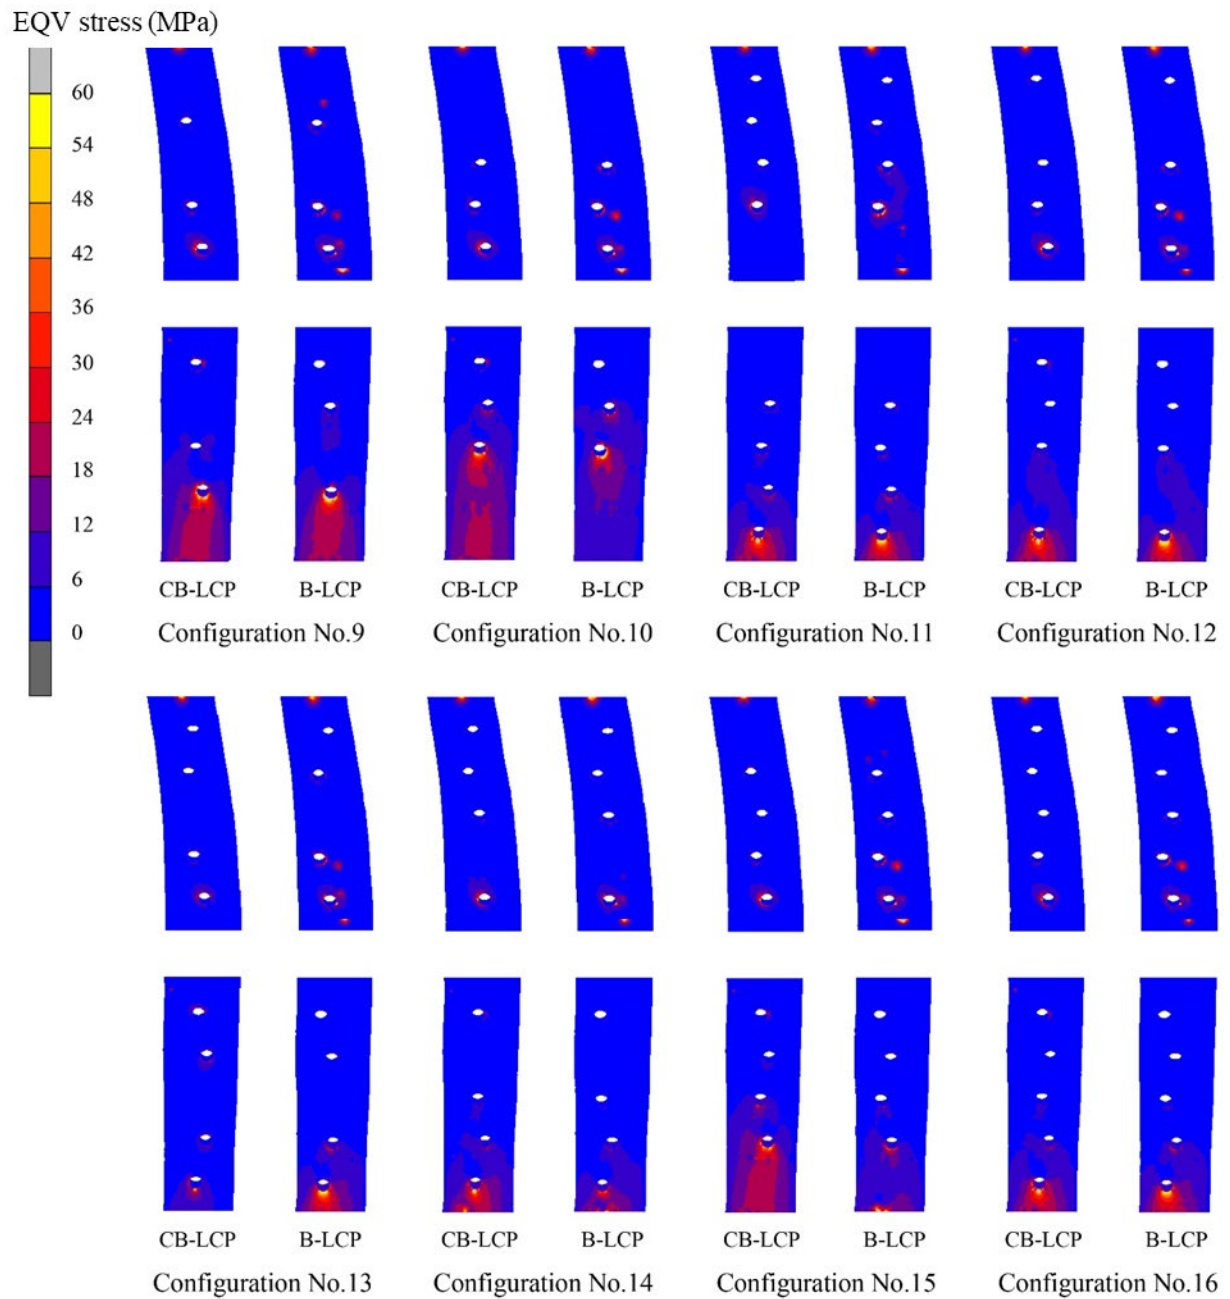 EQV stress (MPa)
60
54
48
42
36
30
24
18
12
6
0
CB-LCP B-LCP CB-LCP B-LCP CB-LCP B-LCP CB-LCP B-LCP
Configuration No.9 Configuration No.10 Configuration No.11 Configuration No.12
CB-LCP B-LCP CB-LCP B-LCP CB-LCP B-LCP CB-LCP B-LCP
Configuration No.13 Configuration No.14 Configuration No.15 Configuration No.16